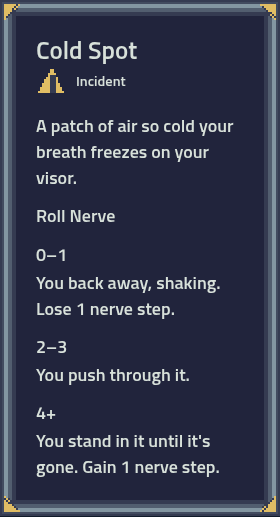 Cold Spot
Incident
A patch of air so cold your
breath freezes on your
visor.
Roll Nerve
0–1
You back away, shaking.
Lose 1 nerve step.
2–3
You push through it.
4+
You stand in it until it's
gone. Gain 1 nerve step.